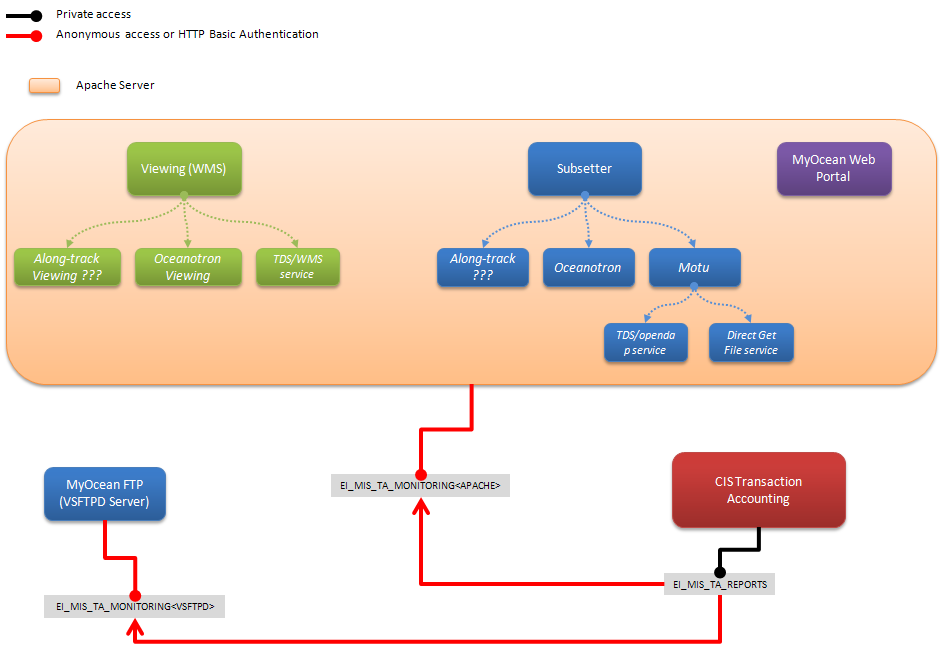 Private access
Anonymous access or HTTP Basic Authentication
Apache Server
Viewing (WMS)
Subsetter
MyOcean Web
Portal
Along-track
Viewing ???
Oceanotron
Viewing
TDS/WMS
service
Along-track
???
Oceanotron
Motu
TDS/openda
p service
Direct Get
File service
MyOcean FTP
(VSFTPD Server)
EI_MIS_TA_MONITORING<APACHE>
CIS Transaction
Accounting
EI_MIS_TA_REPORTS
EI_MIS_TA_MONITORING<VSFTPD>